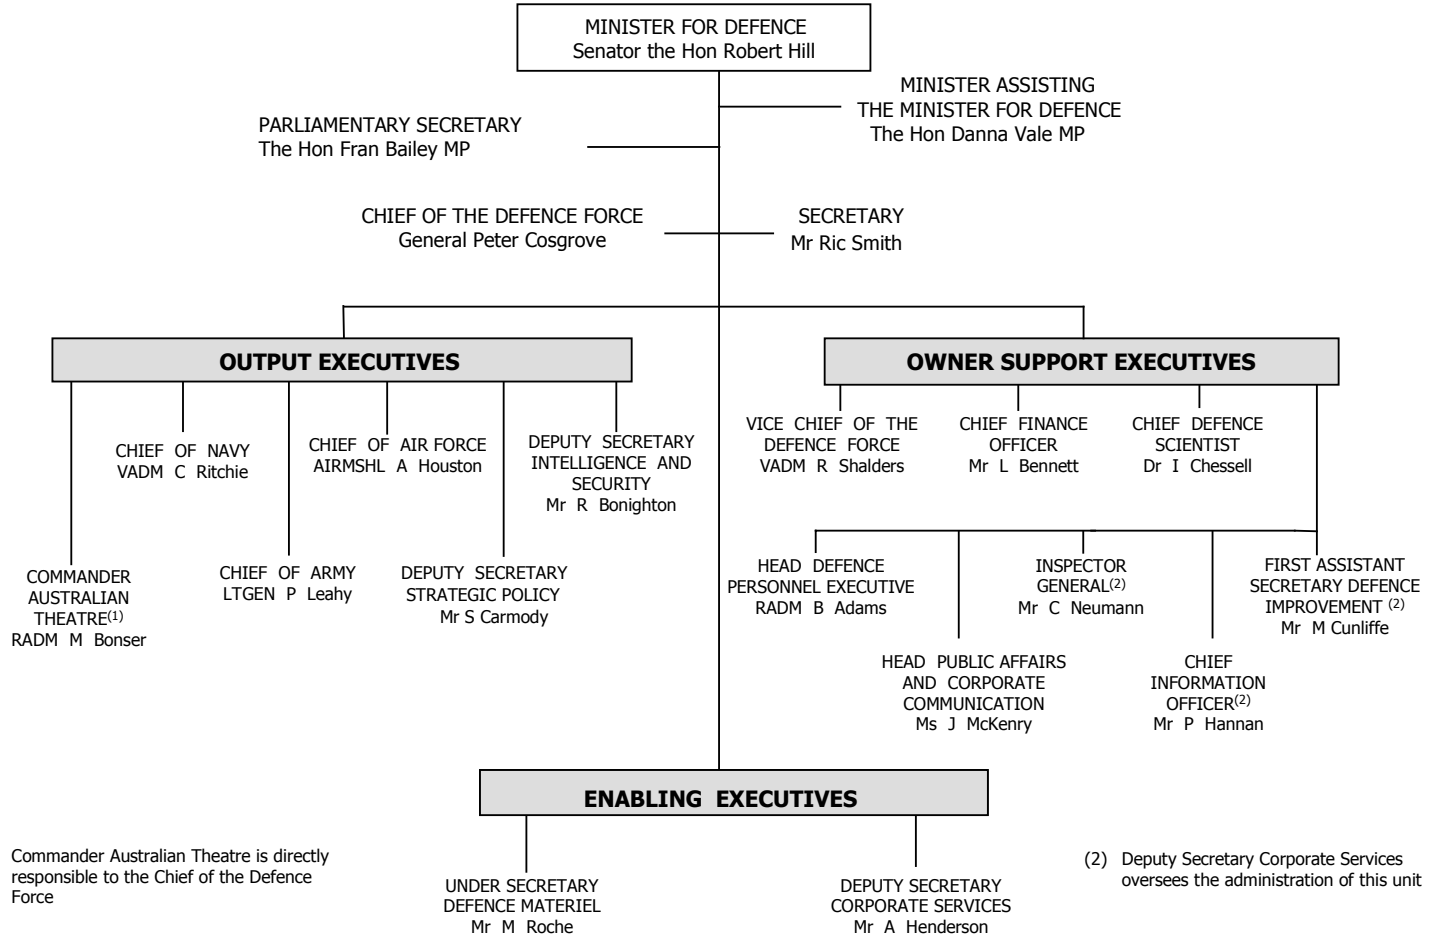 MINISTER FOR DEFENCE
Senator the Hon Robert Hill
MINISTER ASSISTING
THE MINISTER FOR DEFENCE
The Hon Danna Vale MP
PARLIAMENTARY SECRETARY
The Hon Fran Bailey MP
CHIEF OF THE DEFENCE FORCE
General Peter Cosgrove
SECRETARY
Mr Ric Smith
OUTPUT EXECUTIVES
CHIEF OF NAVY
VADM C Ritchie
CHIEF OF AIR FORCE
AIRMSHL A Houston
DEPUTY SECRETARY
INTELLIGENCE AND
SECURITY
Mr R Bonighton
COMMANDER
AUSTRALIAN
THEATRE(1)
RADM M Bonser
CHIEF OF ARMY
LTGEN P Leahy
DEPUTY SECRETARY
STRATEGIC POLICY
Mr S Carmody
OWNER SUPPORT EXECUTIVES
VICE CHIEF OF THE
DEFENCE FORCE
VADM R Shalders
CHIEF FINANCE
OFFICER
Mr L Bennett
CHIEF DEFENCE
SCIENTIST
Dr I Chessell
HEAD DEFENCE
PERSONNEL EXECUTIVE
RADM B Adams
INSPECTOR
GENERAL(2)
Mr C Neumann
FIRST ASSISTANT
SECRETARY DEFENCE
IMPROVEMENT (2)
Mr M Cunliffe
HEAD PUBLIC AFFAIRS
AND CORPORATE
COMMUNICATION
Ms J McKenry
CHIEF
INFORMATION
OFFICER(2)
Mr P Hannan
ENABLING EXECUTIVES
UNDER SECRETARY
DEFENCE MATERIEL
Mr M Roche
DEPUTY SECRETARY
CORPORATE SERVICES
Mr A Henderson
Commander Australian Theatre is directly
responsible to the Chief of the Defence
Force
(2) Deputy Secretary Corporate Services
oversees the administration of this unit